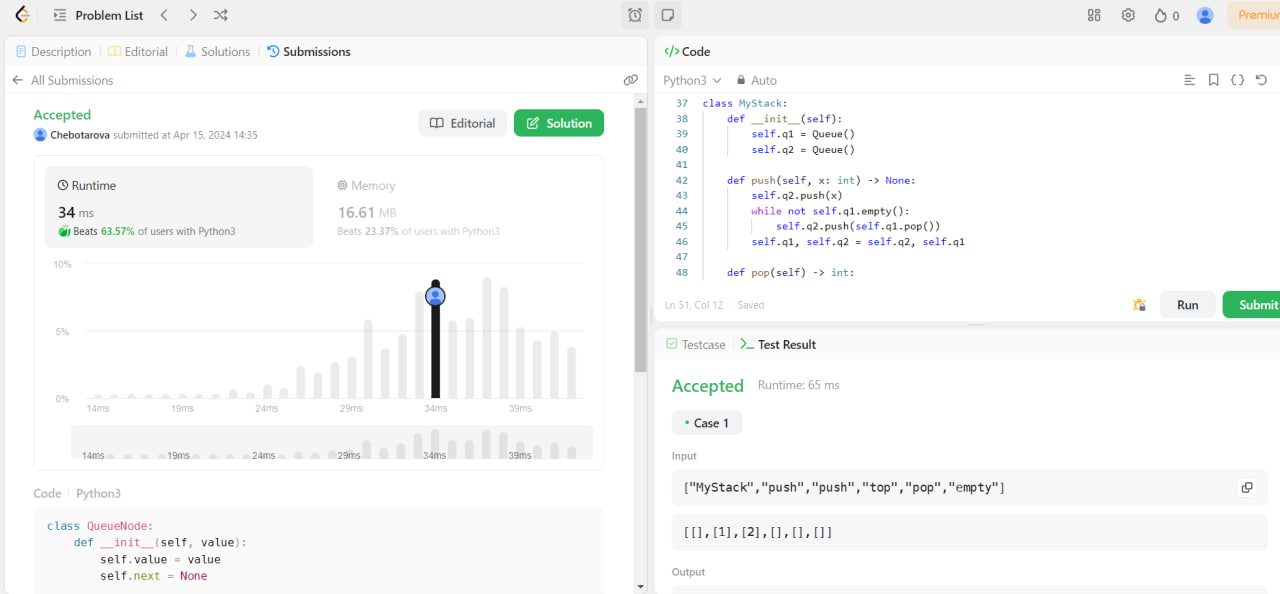 Problem List
0
Premiu
Description
Editorial
Solutions
Submissions
All Submissions
Accepted
Chebotarova submitted at Apr 15, 2024 14:35
Editorial
Solution
Runtime
34 ms
Beats 63.57% of users with Python3
Memory
16.61 MB
Beats 23.37% of users with Python3
10%
5%
0%
14ms 19ms 24ms 29ms 34ms 39ms
14ms 19ms 24ms 29ms 34ms 39ms
Code Python3
class QueueNode:
def __init__(self, value):
self.value = value
self.next = None
Code
Python3
Auto
37 class MyStack:
38 def __init__(self):
39 self.q1 = Queue()
40 self.q2 = Queue()
41
42 def push(self, x: int) -> None:
43 self.q2.push(x)
44 while not self.q1.empty():
45 self.q2.push(self.q1.pop())
46 self.q1, self.q2 = self.q2, self.q1
47
48 def pop(self) -> int:
Ln 51, Col 12 Saved
Run
Submit
Testcase
>_ Test Result
Accepted Runtime: 65 ms
• Case 1
Input
["MyStack","push","push","top","pop","empty"]
[[],[1],[2],[],[],[]]
Output